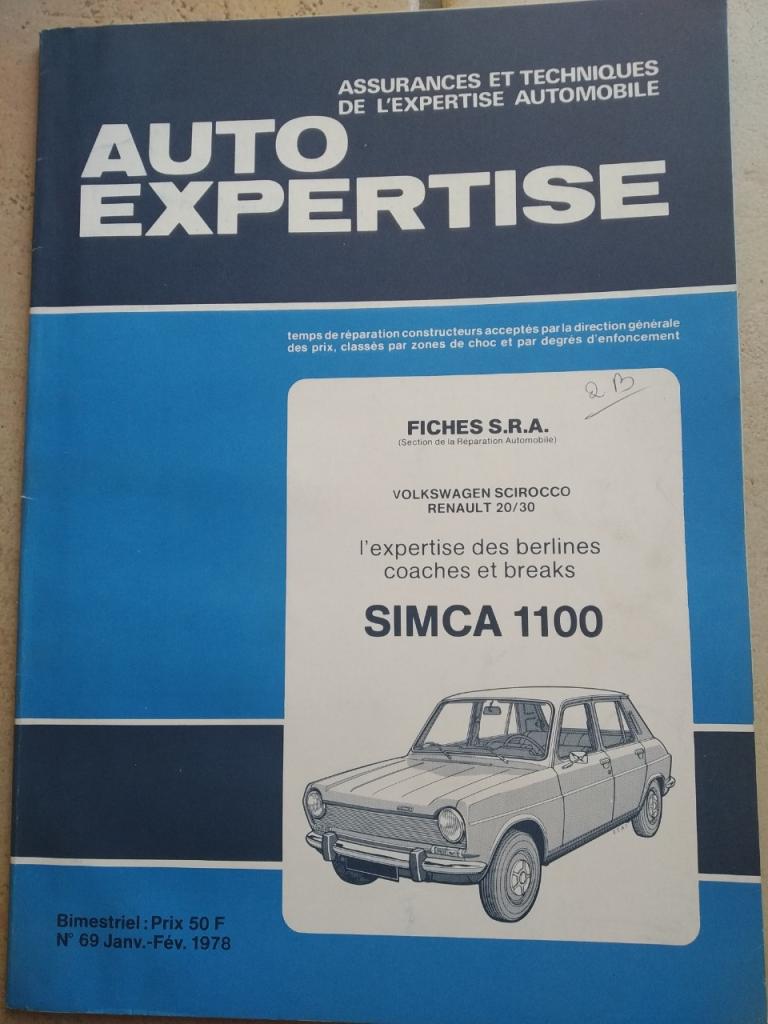 ASSURANCES ET TECHNIQUES
DE L'EXPERTISE AUTOMOBILE
AUTO
EXPERTISE
temps de réparation constructeurs acceptés par la direction générale
des prix, classés par zones de choc et par degrés d'enfoncement
FICHES S.R.A.
(Section de la Réparation Automobile)
VOLKSWAGEN SCIROCCO
RENAULT 20/30
l'expertise des berlines
coaches et breaks
SIMCA 1100
Bimestriel : Prix 50 F
N° 69 Janv.-Fév. 1978